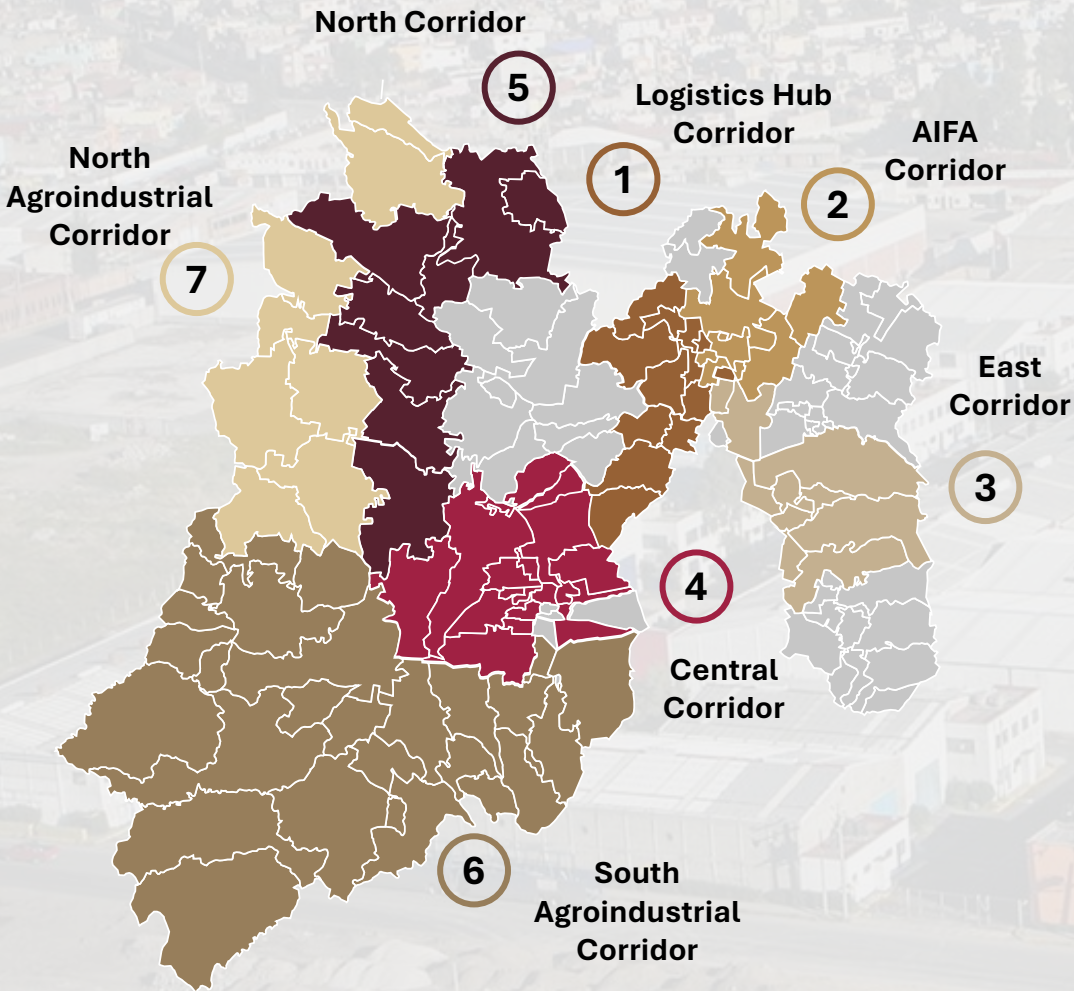 North Corridor
5
Logistics Hub
Corridor
1
AIFA
Corridor
2
North
Agroindustrial
Corridor
7
East
Corridor
3
4
Central
Corridor
6
South
Agroindustrial
Corridor